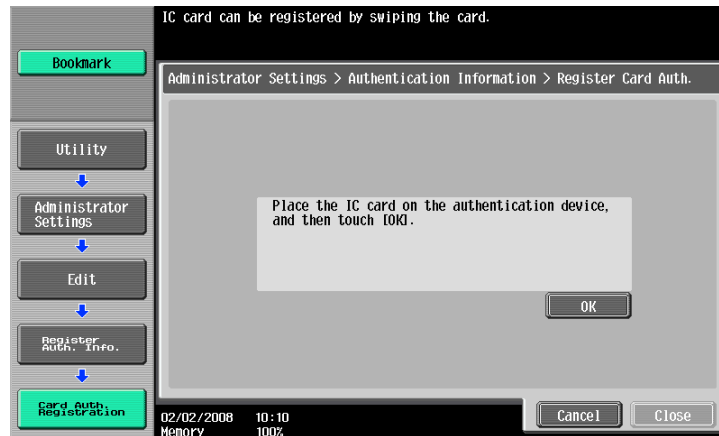 IC card can be registered by swiping the card.
Bookmark
Administrator Settings > Authentication Information > Register Card Auth.
Utility
Administrator
Settings
Edit
Register
Auth. Info.
Card Auth.
Registration
Place the IC card on the authentication device,
and then touch [OK].
OK
02/02/2008 10:10
Memory 100%
Cancel
Close